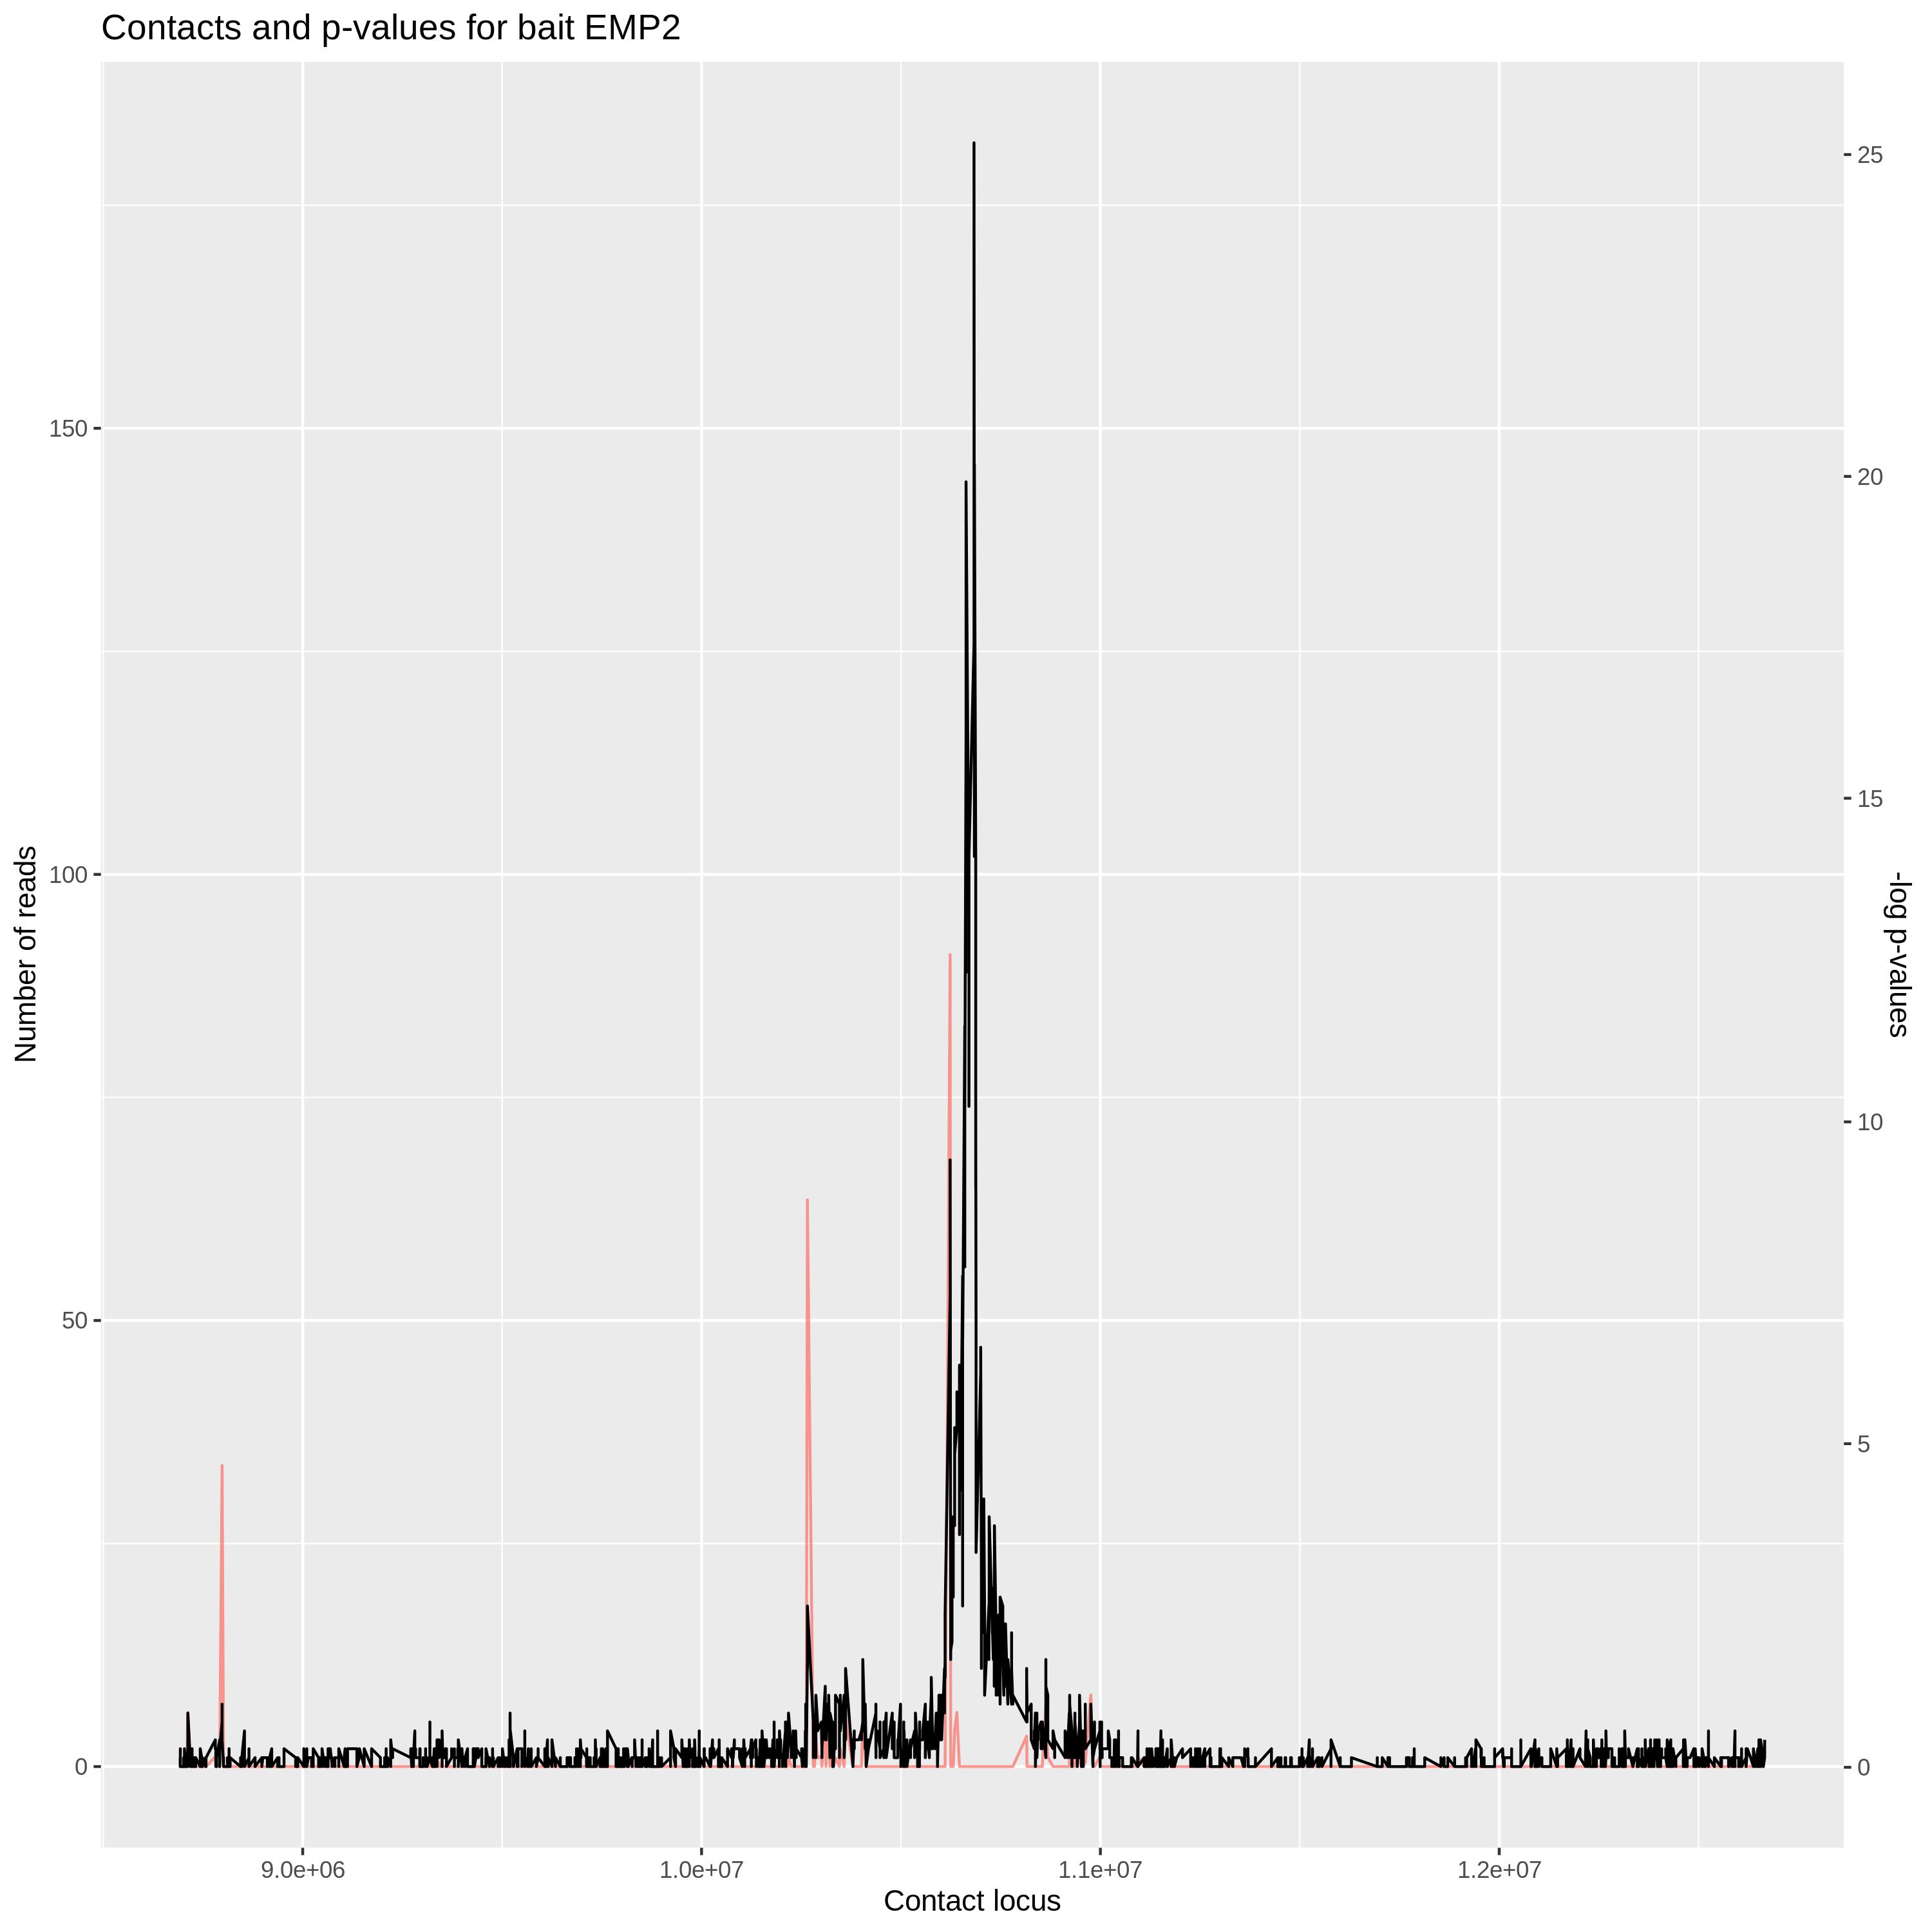 Contacts and p-values for bait EMP2
150
100
50
0
Number of reads
25
20
15
10
5
0
-log p-values
9.0e+06
1.0e+07
1.1e+07
1.2e+07
Contact locus